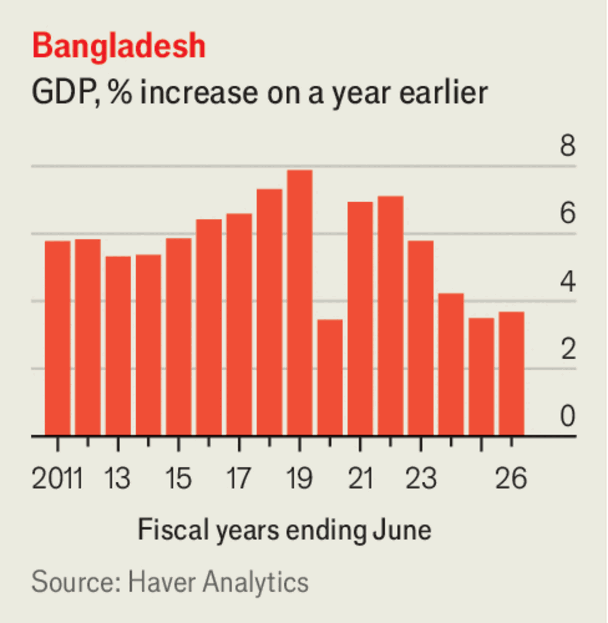 Bangladesh
GDP, % increase on a year earlier
8
6
4
2
0
2011 13 15 17 19 21 23 26
Fiscal years ending June
Source: Haver Analytics